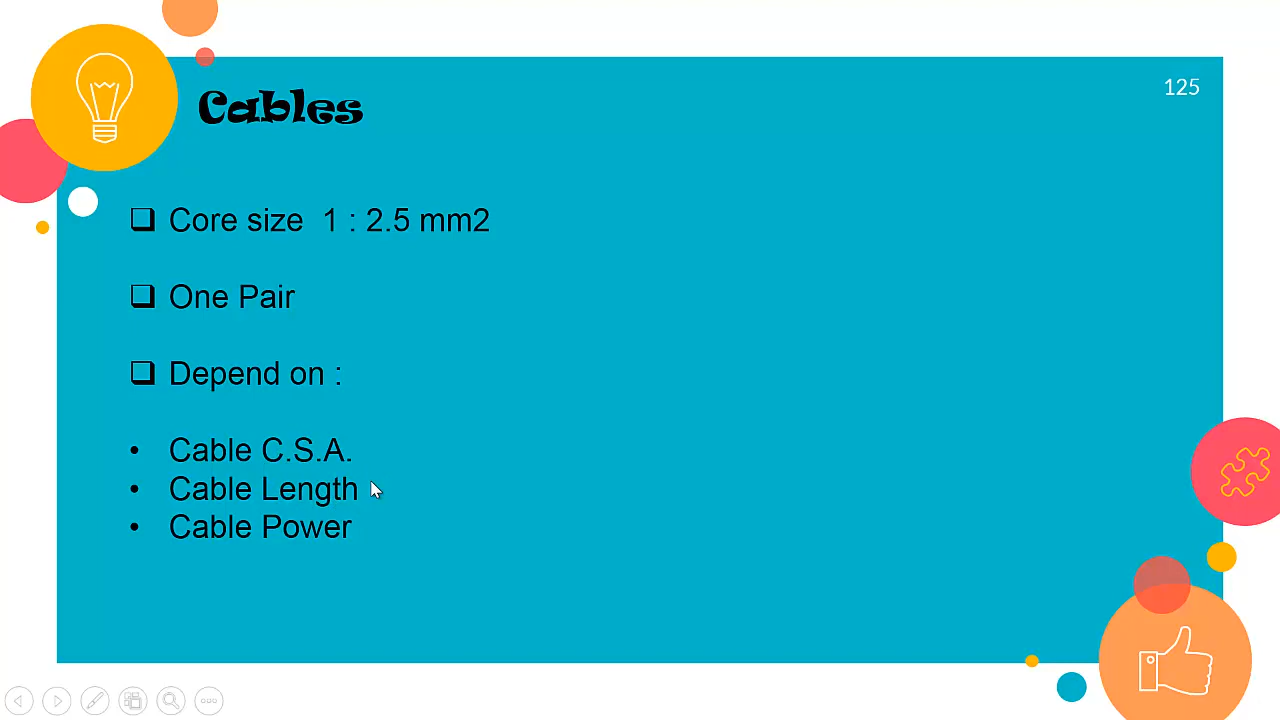 Cables
125
❑ Core size 1 : 2.5 mm2
❑ One Pair
❑ Depend on :
• Cable C.S.A.
• Cable Length
• Cable Power